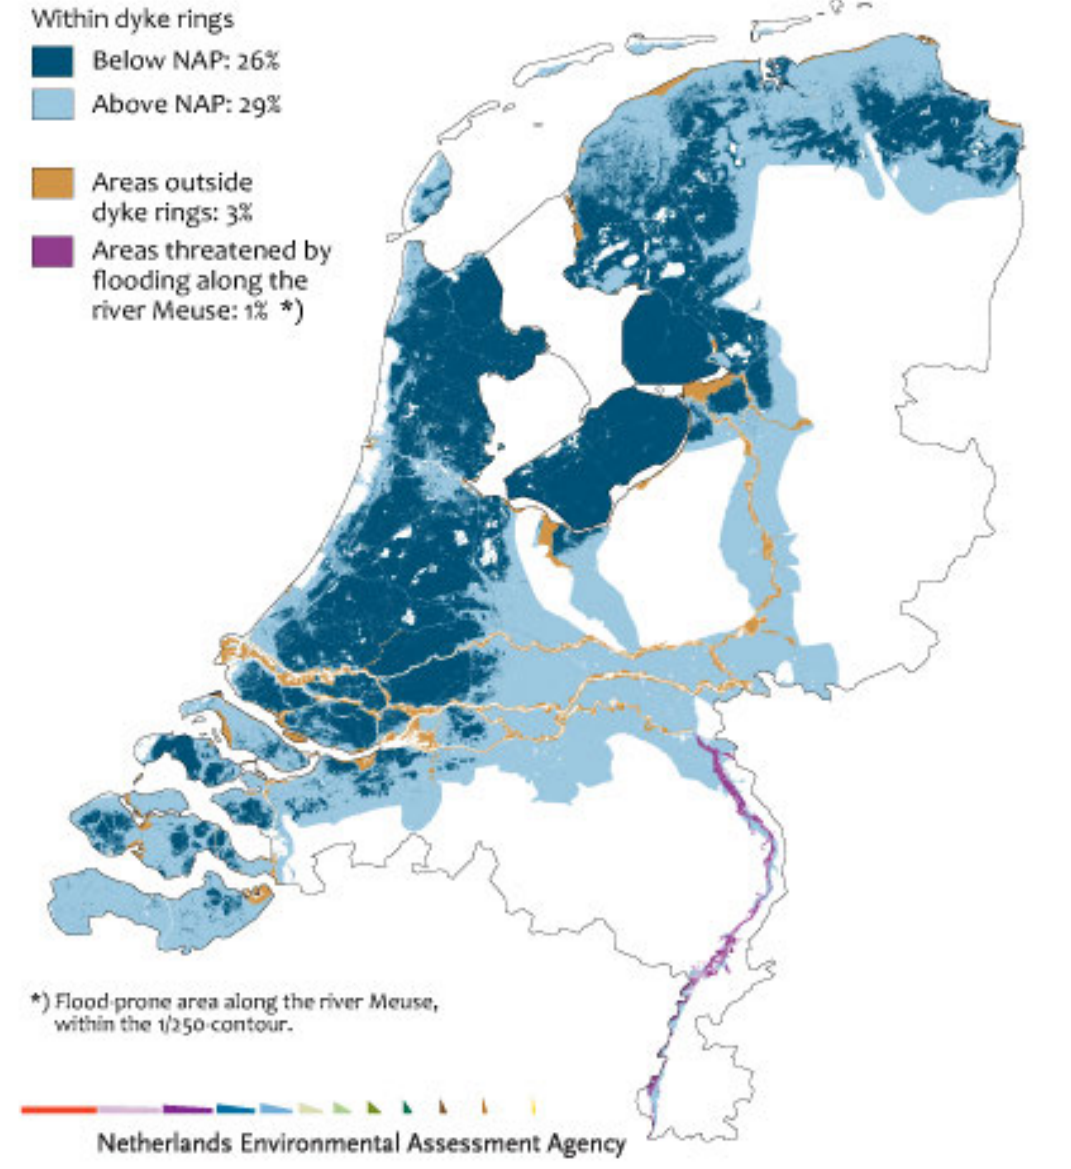 Within dyke rings
Below NAP: 26%
Above NAP: 29%
Areas outside
dyke rings: 3%
Areas threatened by
flooding along the
river Meuse: 1% *)
*) Flood-prone area along the river Meuse,
within the 1/250-contour.
Netherlands Environmental Assessment Agency